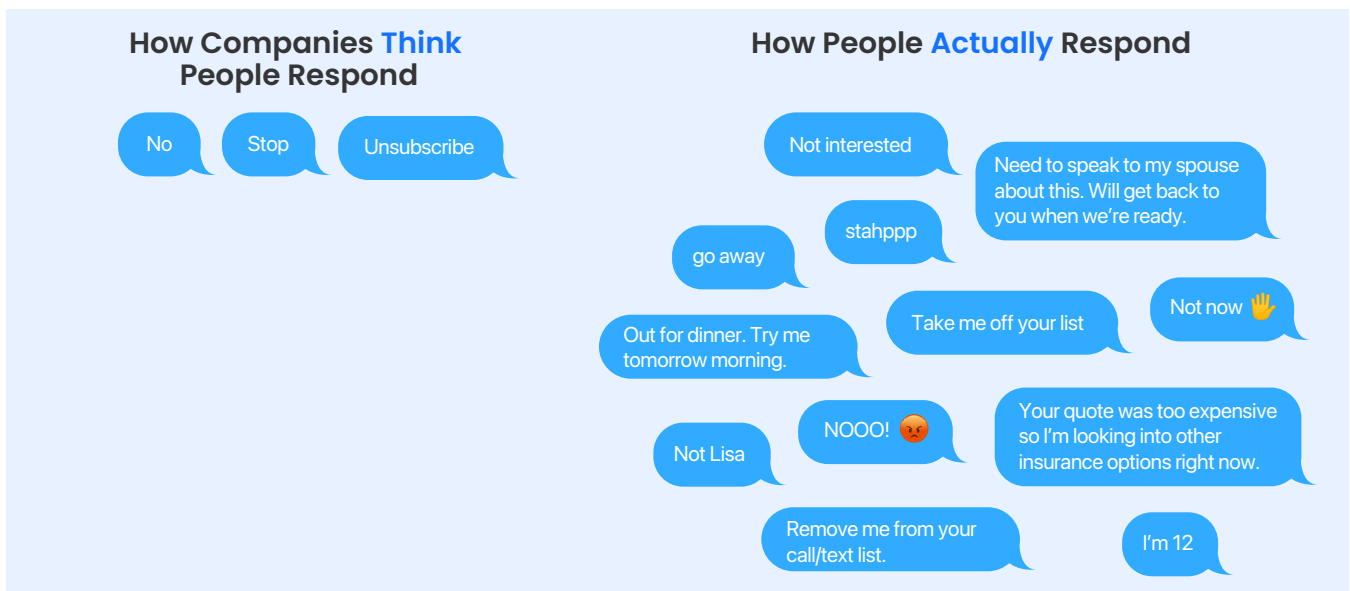 How Companies Think
People Respond
No
Stop
Unsubscribe
How People Actually Respond
Not interested
Need to speak to my spouse
about this. Will get back to
you when we’re ready.
stahppp
go away
Not now 🖐
Take me off your list
Out for dinner. Try me
tomorrow morning.
Your quote was too expensive
so I’m looking into other
insurance options right now.
NOOO! 😡
Not Lisa
Remove me from your
call/text list.
I’m 12